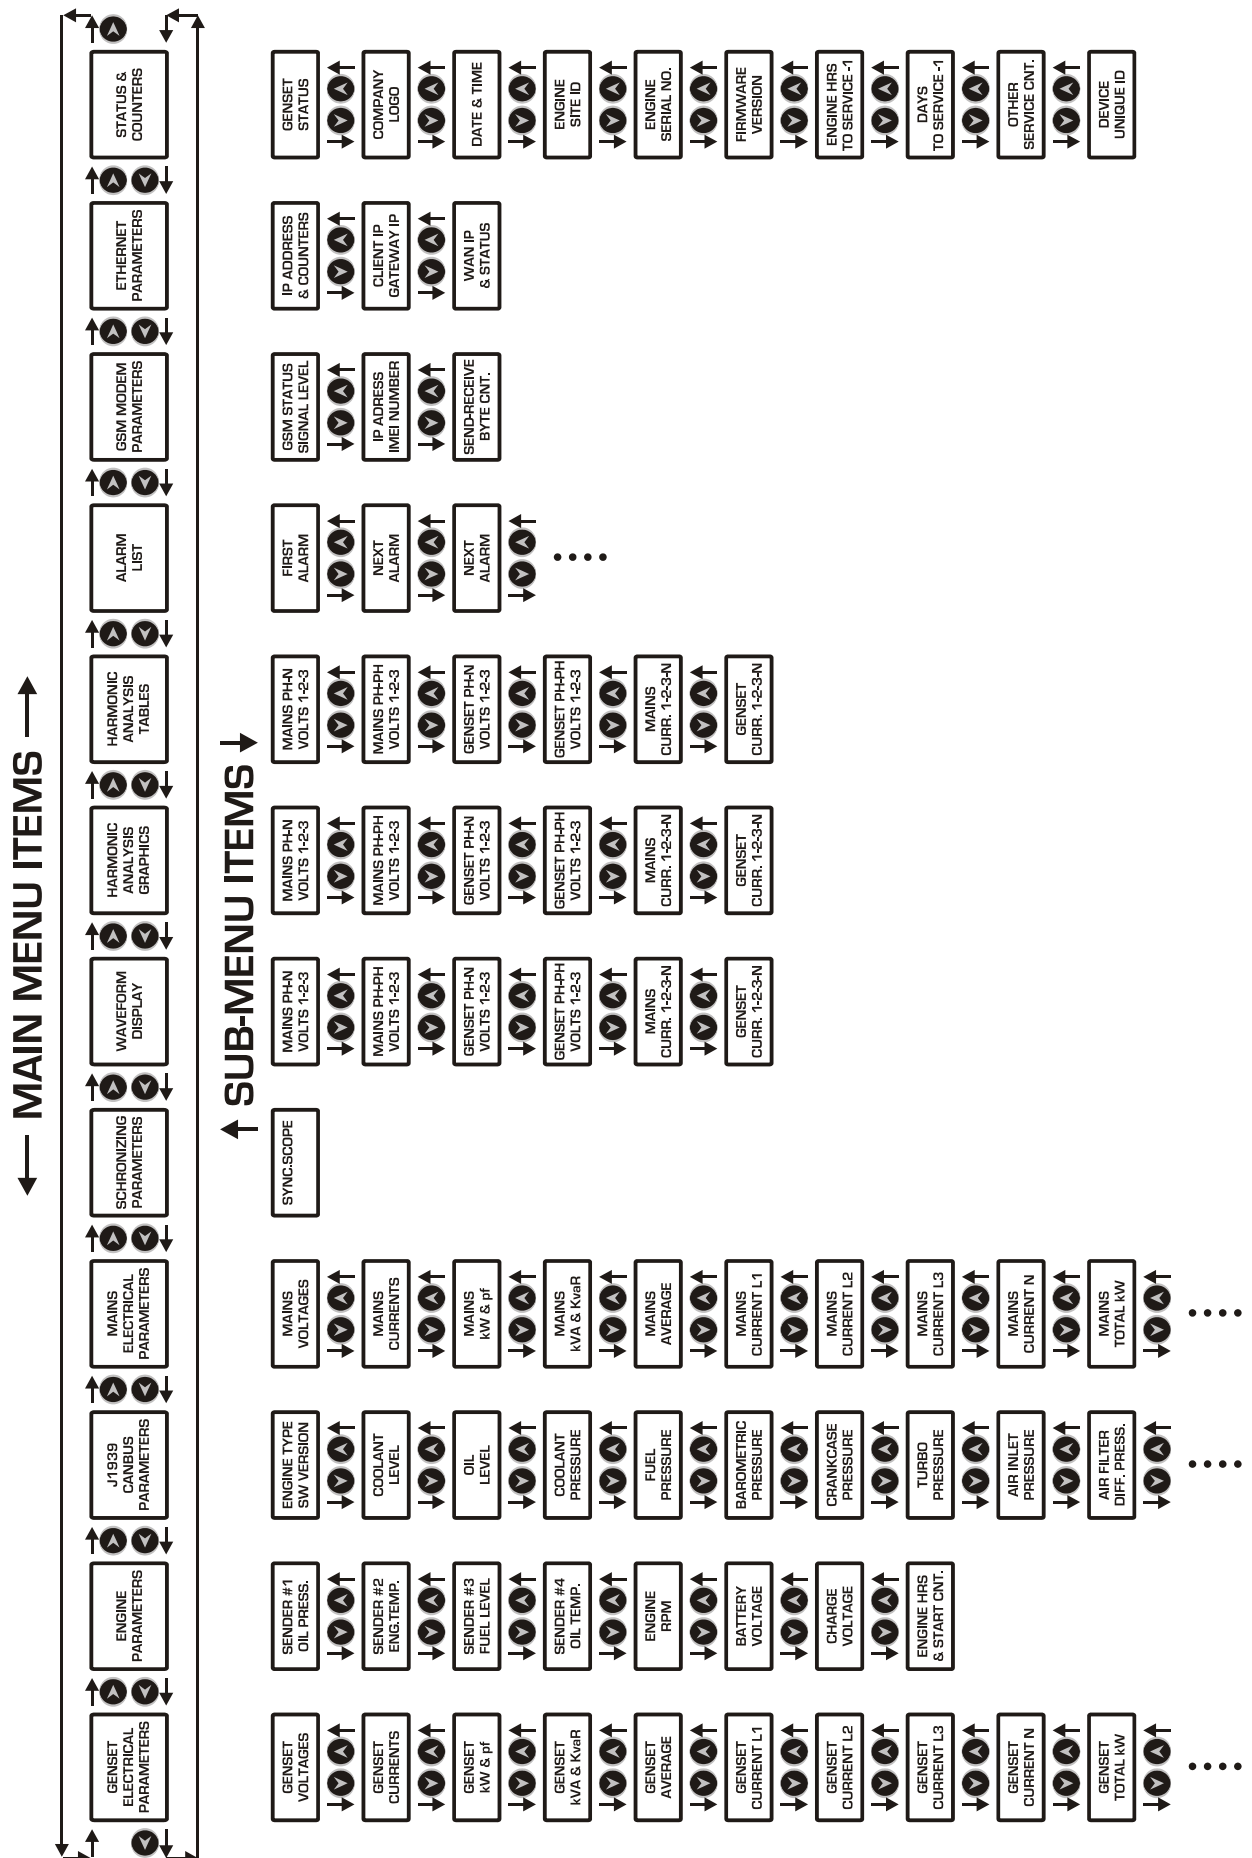 MAIN MENU ITEMS
GENSET
ELECTRICAL
PARAMETERS
ENGINE
PARAMETERS
J1939
CANBUS
PARAMETERS
MAINS
ELECTRICAL
PARAMETERS
SCHRONIZING
PARAMETERS
WAVEFORM
DISPLAY
HARMONIC
ANALYSIS
GRAPHICS
HARMONIC
ANALYSIS
TABLES
ALARM
LIST
GSM MODEM
PARAMETERS
ETHERNET
PARAMETERS
STATUS &
COUNTERS
SUB-MENU ITEMS
GENSET
VOLTAGES
GENSET
CURRENTS
GENSET
kW & pf
GENSET
kVA & KvaR
GENSET
AVERAGE
GENSET
CURRENT L1
GENSET
CURRENT L2
GENSET
CURRENT L3
GENSET
CURRENT N
GENSET
TOTAL kW
....
SENDER #1
OIL PRESS.
SENDER #2
ENG.TEMP.
SENDER #3
FUEL LEVEL
SENDER #4
OIL TEMP.
ENGINE
RPM
BATTERY
VOLTAGE
CHARGE
VOLTAGE
ENGINE HRS
& START CNT.
ENGINE TYPE
SW VERSION
COOLANT
LEVEL
OIL
LEVEL
COOLANT
PRESSURE
FUEL
PRESSURE
BAROMETRIC
PRESSURE
CRANKCASE
PRESSURE
TURBO
PRESSURE
AIR INLET
PRESSURE
AIR FILTER
DIFF. PRESS.
....
MAINS
VOLTAGES
MAINS
CURRENTS
MAINS
kW & pf
MAINS
kVA & KvaR
MAINS
AVERAGE
MAINS
CURRENT L1
MAINS
CURRENT L2
MAINS
CURRENT L3
MAINS
CURRENT N
MAINS
TOTAL kW
....
SYNC.SCOPE
MAINS PH-N
VOLTS 1-2-3
MAINS PH-PH
VOLTS 1-2-3
GENSET PH-N
VOLTS 1-2-3
GENSET PH-PH
VOLTS 1-2-3
MAINS
CURR. 1-2-3-N
GENSET
CURR. 1-2-3-N
MAINS PH-N
VOLTS 1-2-3
MAINS PH-PH
VOLTS 1-2-3
GENSET PH-N
VOLTS 1-2-3
GENSET PH-PH
VOLTS 1-2-3
MAINS
CURR. 1-2-3-N
GENSET
CURR. 1-2-3-N
MAINS PH-N
VOLTS 1-2-3
MAINS PH-PH
VOLTS 1-2-3
GENSET PH-N
VOLTS 1-2-3
GENSET PH-PH
VOLTS 1-2-3
MAINS
CURR. 1-2-3-N
GENSET
CURR. 1-2-3-N
FIRST
ALARM
NEXT
ALARM
NEXT
ALARM
....
GSM STATUS
SIGNAL LEVEL
IP ADRESS
IMEI NUMBER
SEND-RECEIVE
BYTE CNT.
IP ADDRESS
& COUNTERS
CLIENT IP
GATEWAY IP
WAN IP
& STATUS
GENSET
STATUS
COMPANY
LOGO
DATE & TIME
ENGINE
SITE ID
ENGINE
SERIAL NO.
FIRMWARE
VERSION
ENGINE HRS
TO SERVICE -1
DAYS
TO SERVICE -1
OTHER
SERVICE CNT.
DEVICE
UNIQUE ID